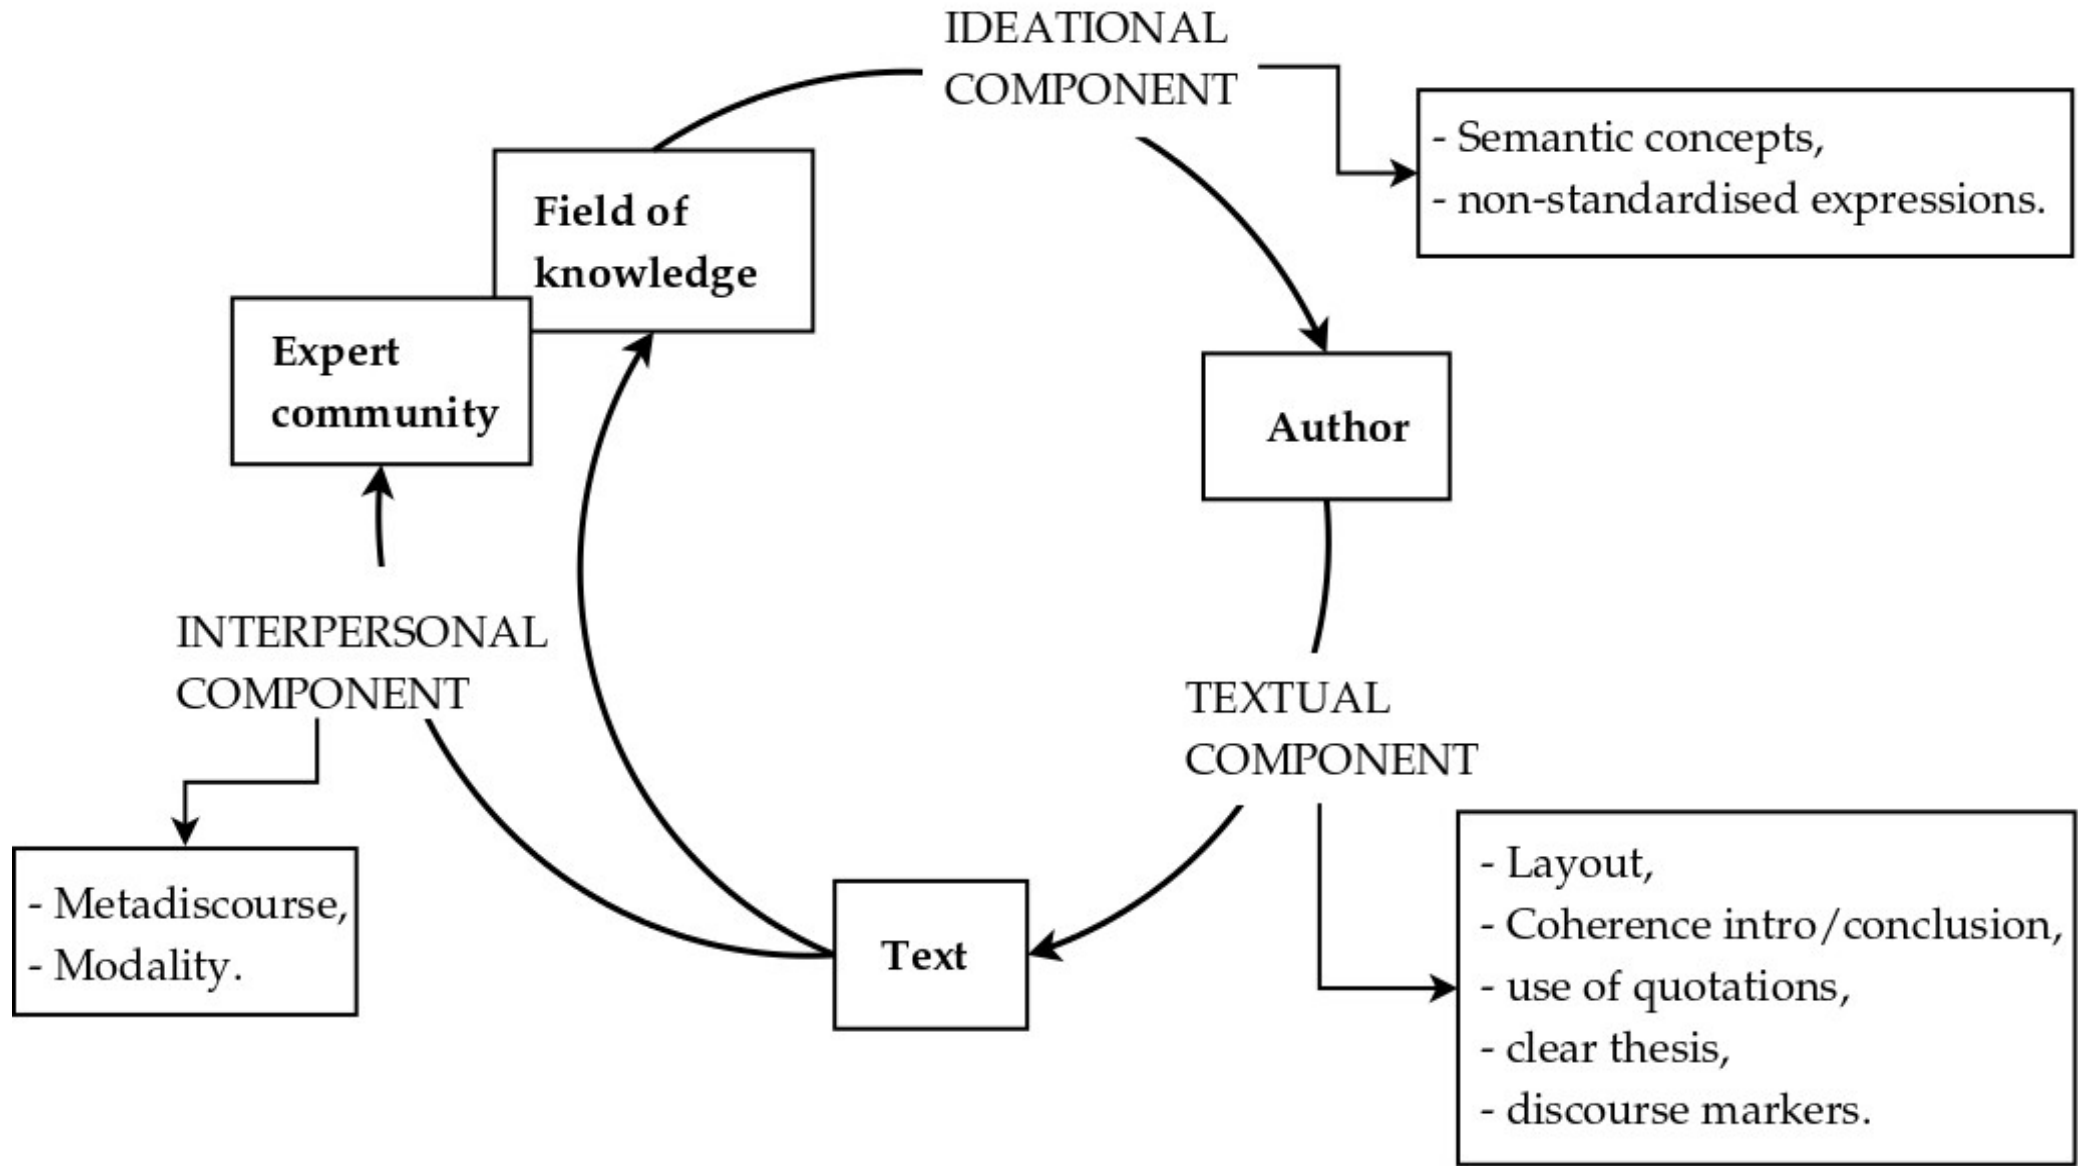 IDEATIONAL
COMPONENT
- Semantic concepts,
- non-standardised expressions.
Field of
knowledge
Expert
community
Author
INTERPERSONAL
COMPONENT
TEXTUAL
COMPONENT
- Metadiscourse,
- Modality.
Text
- Layout,
- Coherence intro/conclusion,
- use of quotations,
- clear thesis,
- discourse markers.